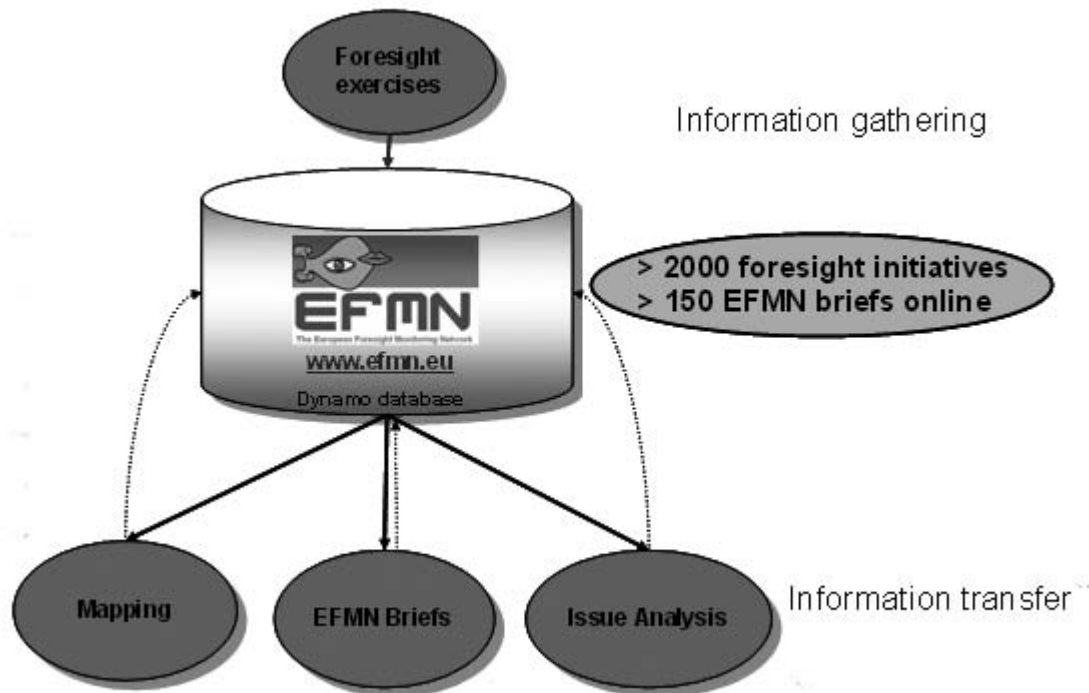 Foresight
exercises
Information gathering
> 2000 foresight initiatives
> 150 EFMN briefs online
EFMN
The European Foresight Monitoring Network
www.efmn.eu
Dynamo database
Mapping
EFMN Briefs
Issue Analysis
Information transfer